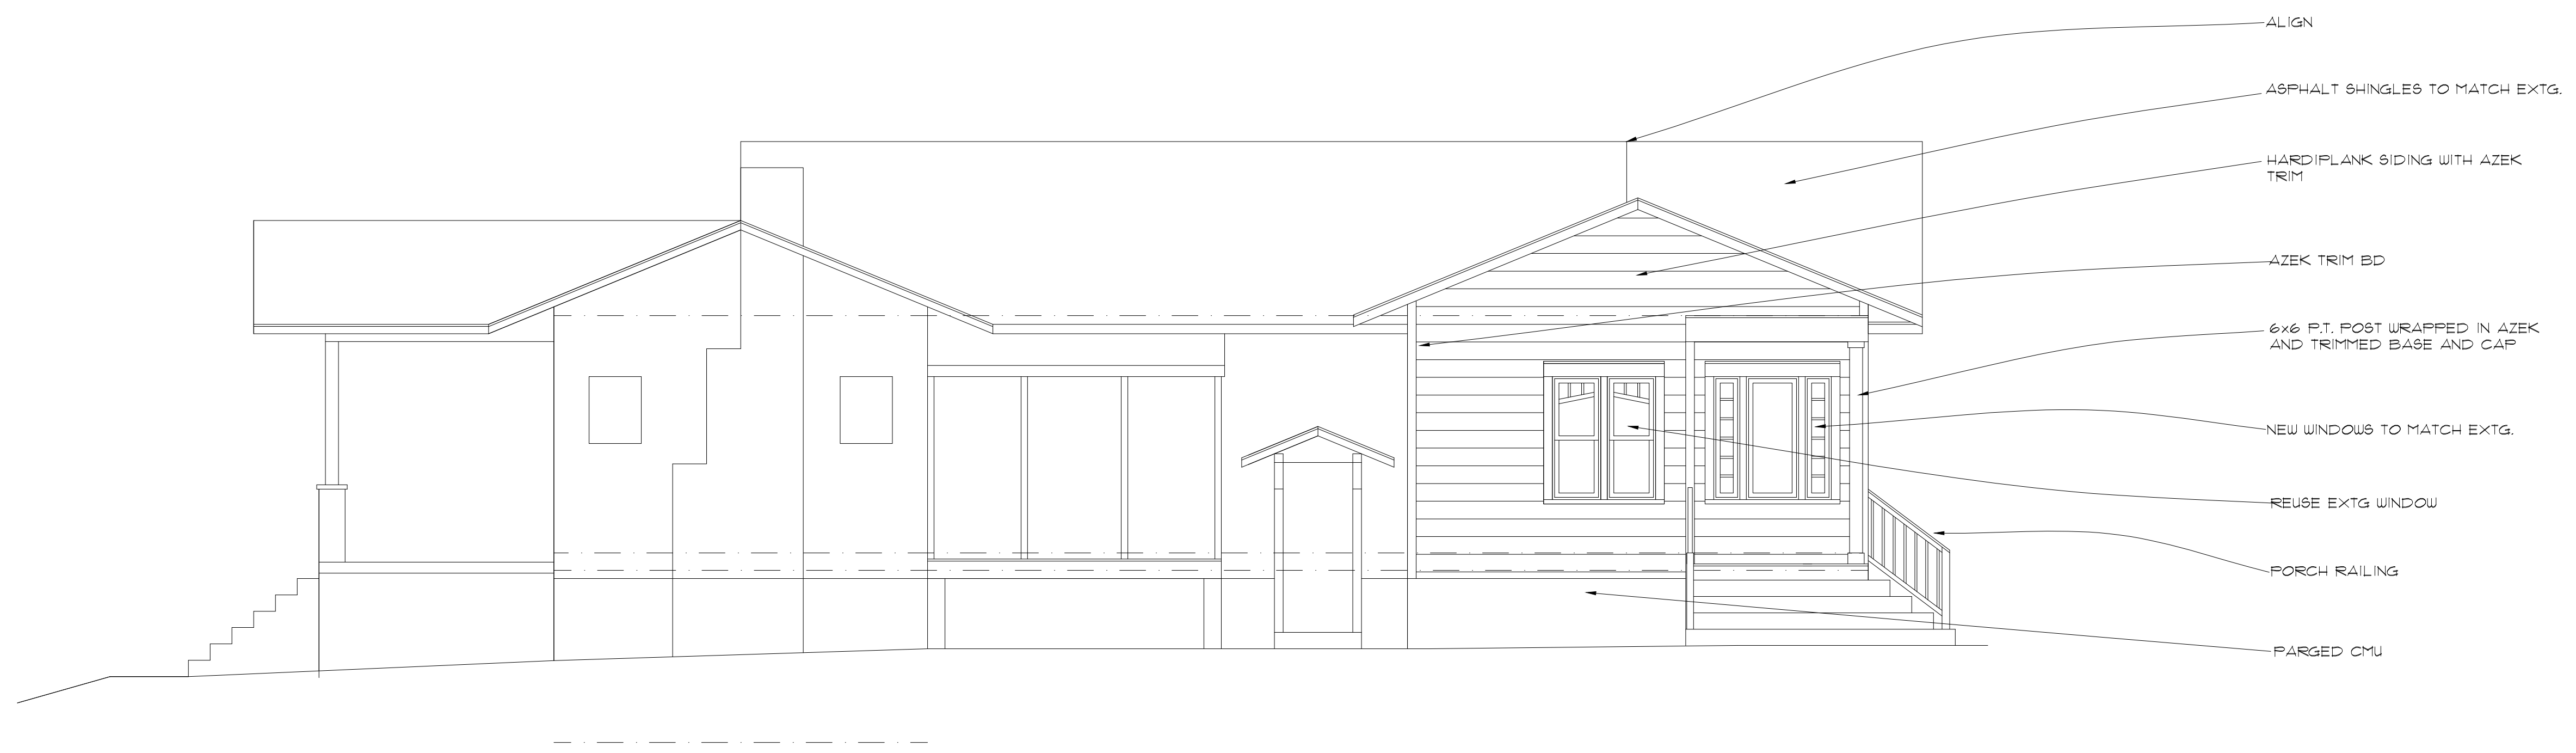 ALIGN
ASPHALT SHINGLES TO MATCH EXTG.
HARDIPLANK SIDING WITH AZEK
TRIM
AZEK TRIM BD
6x6 P.T. POST WRAPPED IN AZEK
AND TRIMMED BASE AND CAP
NEW WINDOWS TO MATCH EXTG.
REUSE EXTG WINDOW
PORCH RAILING
PARGED CMU